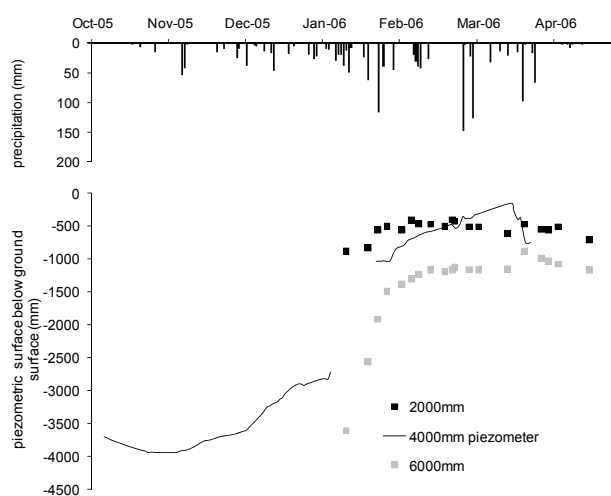 Oct-05 Nov-05 Dec-05 Jan-06 Feb-06 Mar-06 Apr-06
0
50
100
150
200
precipitation (mm)
0
-500
-1000
-1500
-2000
-2500
-3000
-3500
-4000
-4500
piezometric surface below ground
surface (mm)
2000mm
4000mm piezometer
6000mm